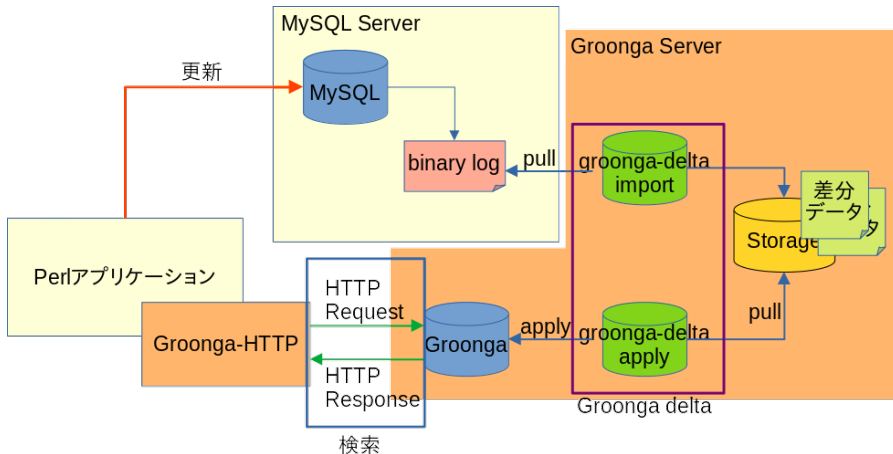 MySQL Server
Groonga Server
更新
MySQL
binary log
pull
groonga-delta
import
差分
データ
タ
Storage
Perlアプリケーション
Groonga-HTTP
HTTP
Request
HTTP
Response
検索
Groonga
apply
groonga-delta
apply
pull
Groonga delta